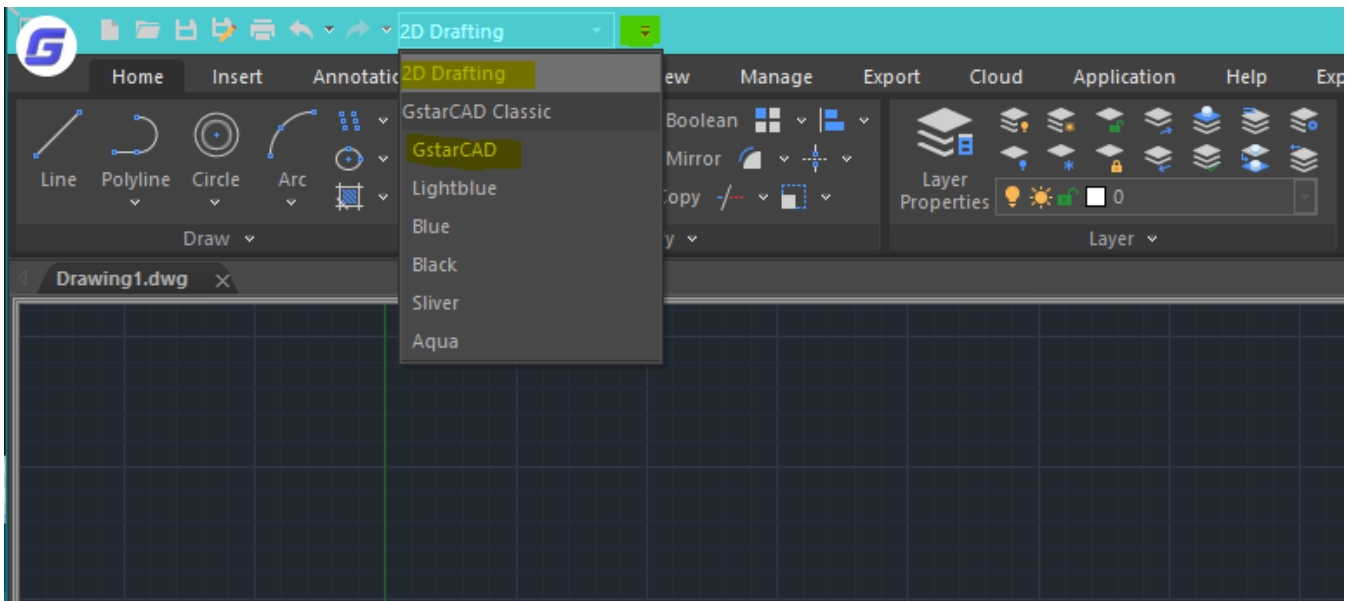 2D Drafting
Home Insert Annotatic ew Manage Export Cloud Application Help Exp
2D Drafting
GstarCAD Classic
GstarCAD
Lightblue
Blue
Black
Sliver
Aqua
Line Polyline Circle Arc
Draw
Boolean
Mirror
Copy
y
Layer
Properties
0
Layer
Drawing1.dwg